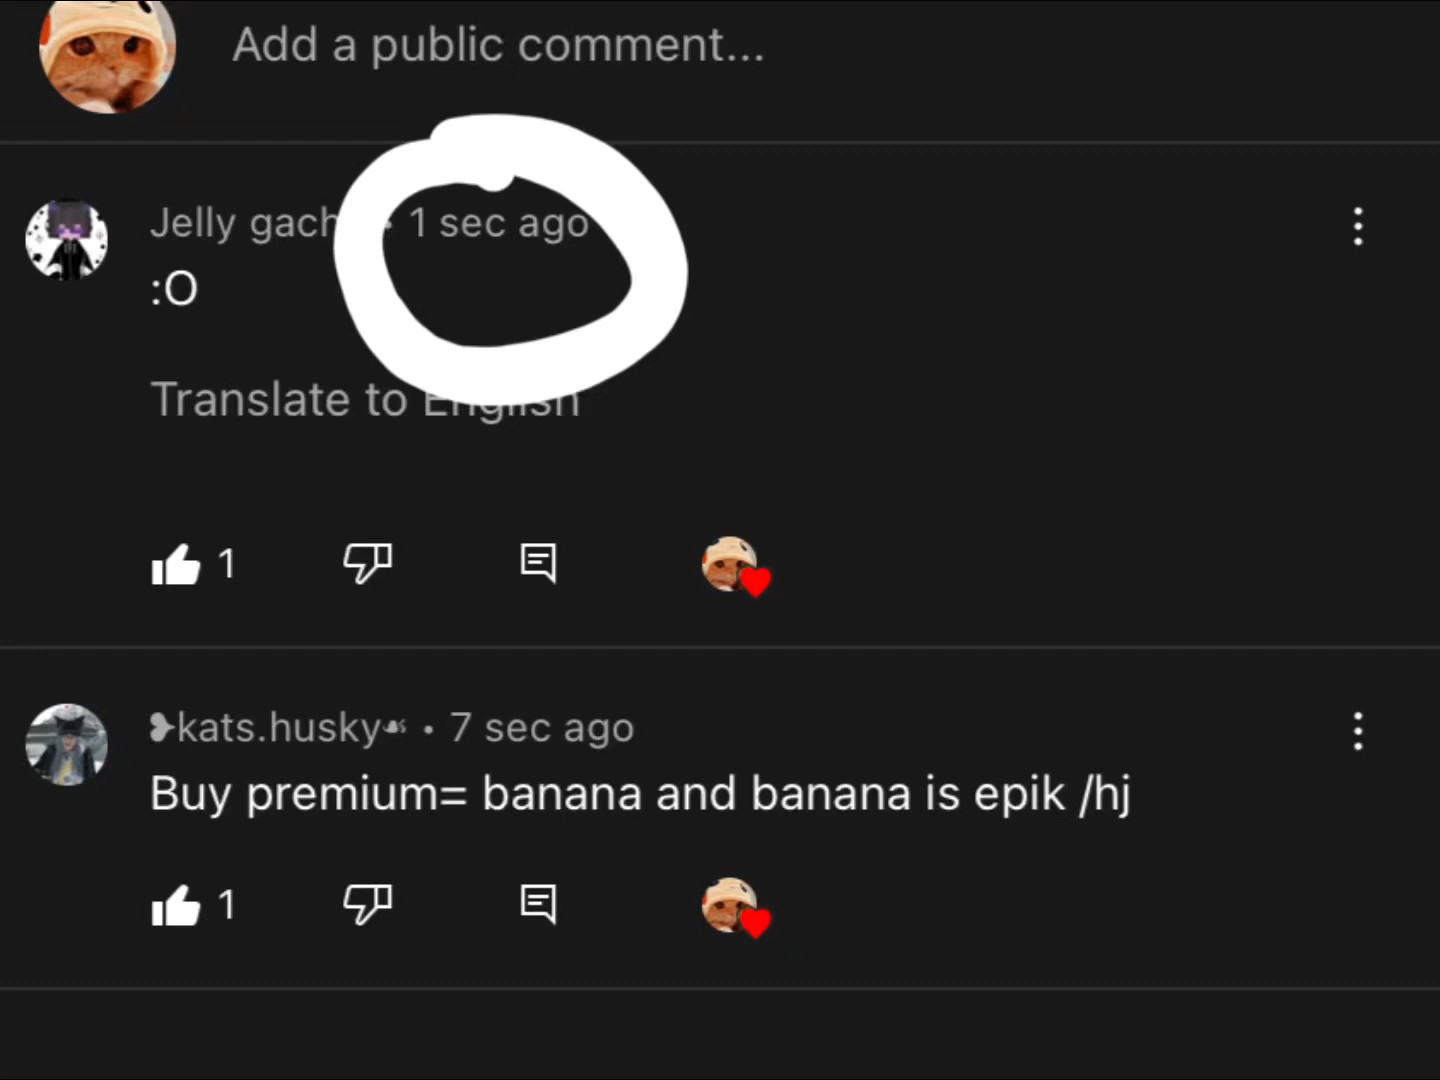 Add a public comment...
Jelly gach • 1 sec ago
:O
Translate to English
1
❥kats.husky☙ • 7 sec ago
Buy premium= banana and banana is epik /hj
1